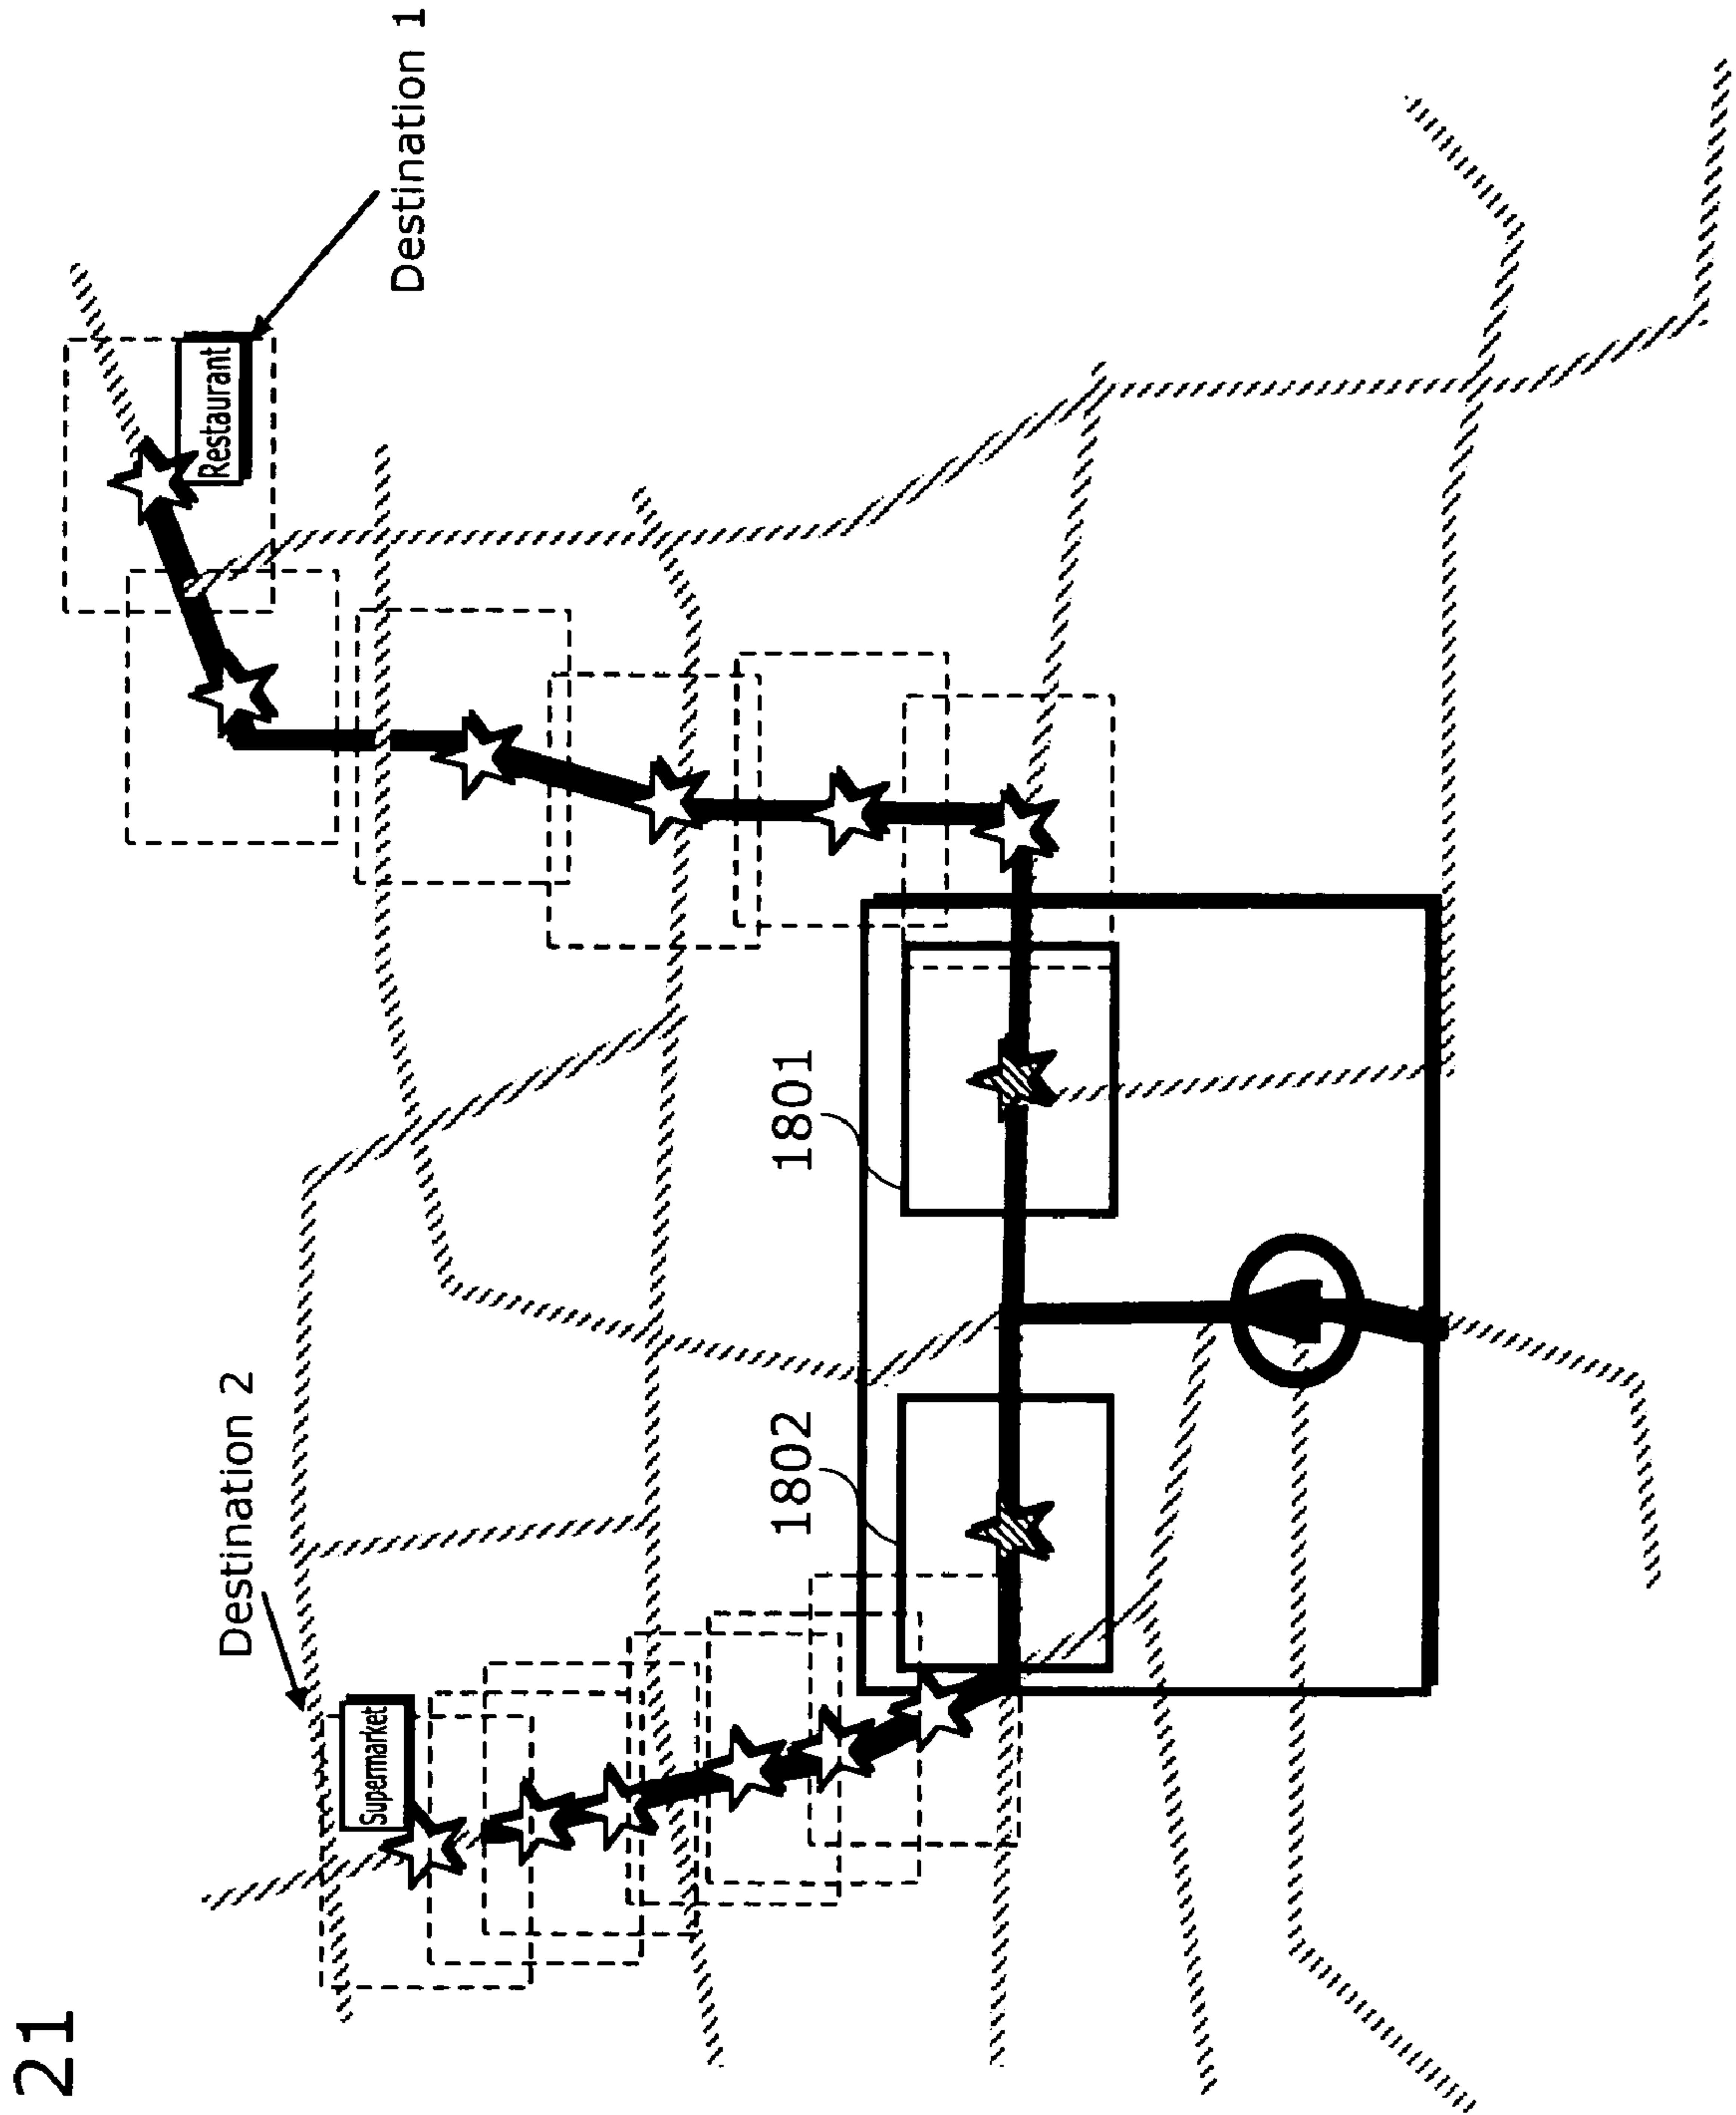 21
Destination 2
Supermarket
1802
1801
Restaurant
Destination 1